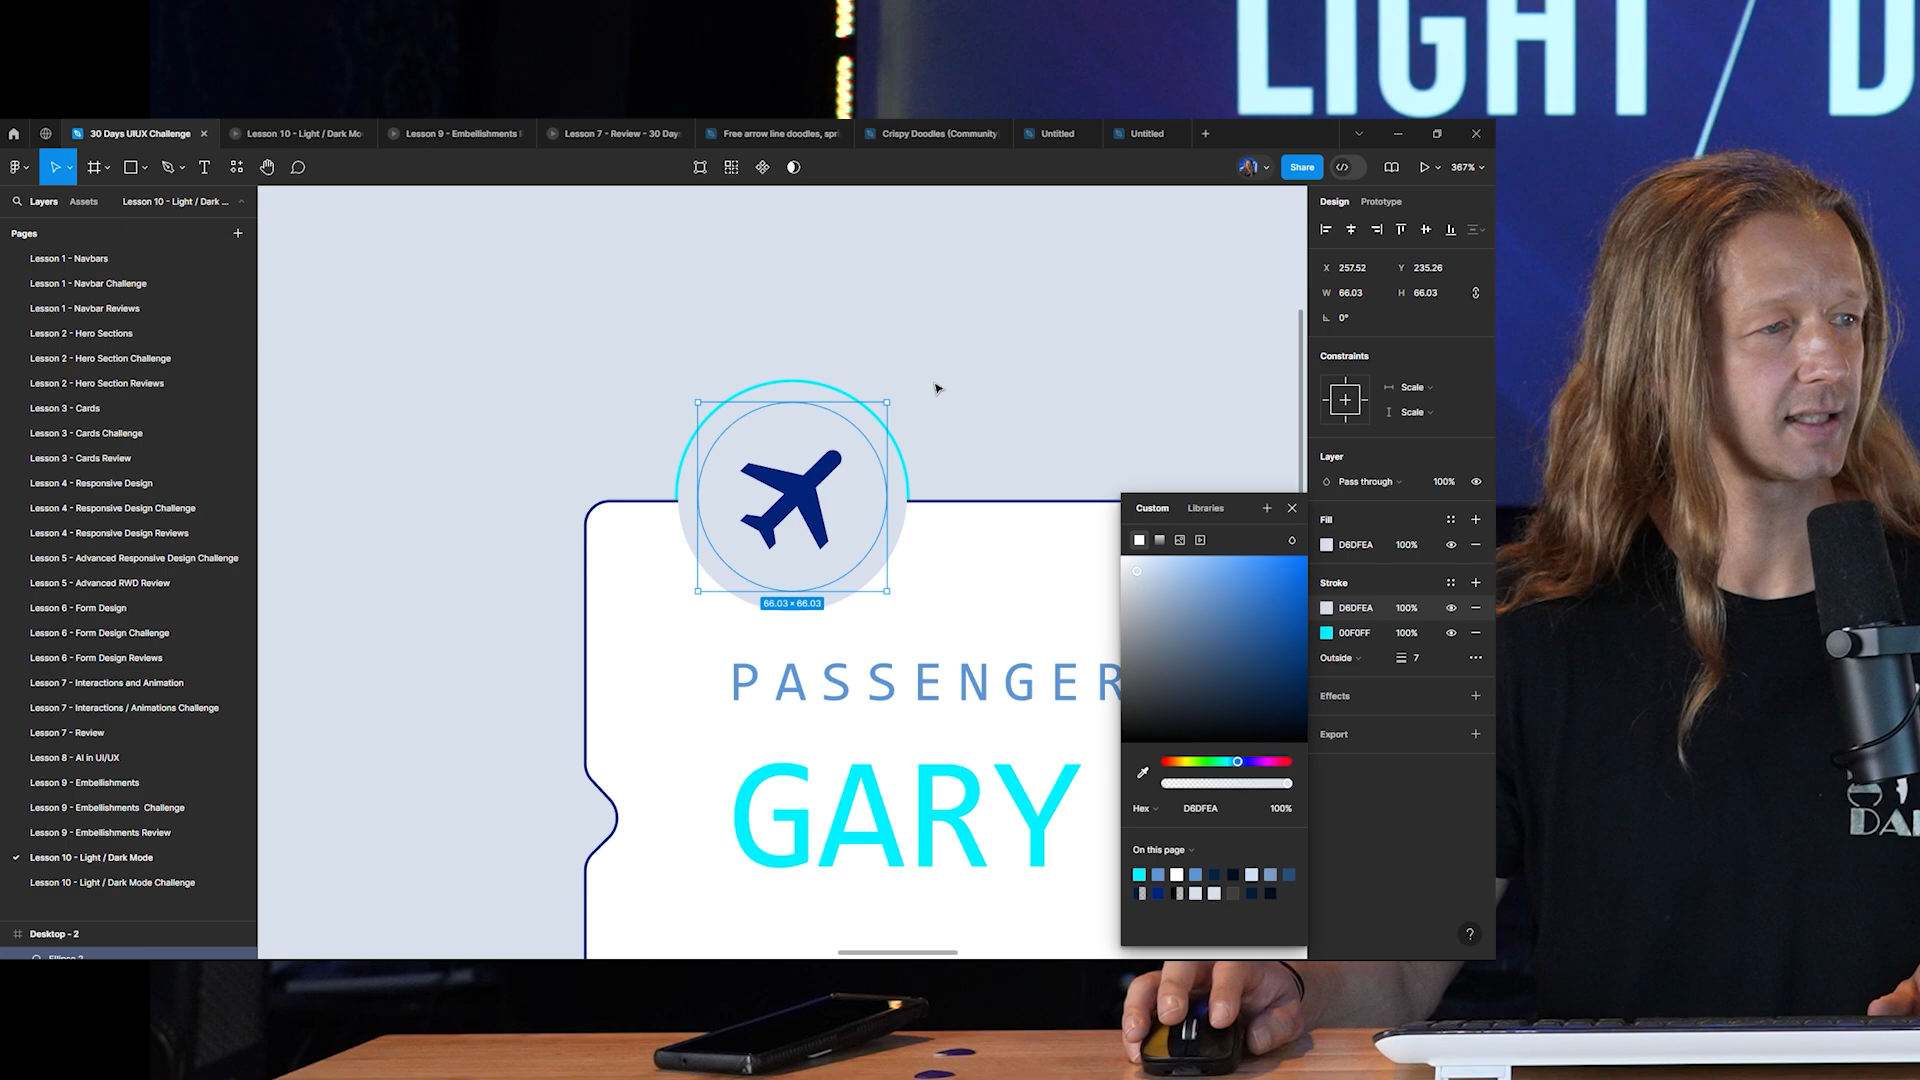 LIGHT / D
30 Days UIUX Challenge
Lesson 10 - Light / Dark Mo
Lesson 9 - Embellishments
Lesson 7 - Review - 30 Day
Free arrow line doodles, spr
Crispy Doodles (Community
Untitled
Untitled
Share
367%
Layers
Assets
Lesson 10 - Light / Dark ...
Pages
Lesson 1 - Navbars
Lesson 1 - Navbar Challenge
Lesson 1 - Navbar Reviews
Lesson 2 - Hero Sections
Lesson 2 - Hero Section Challenge
Lesson 2 - Hero Section Reviews
Lesson 3 - Cards
Lesson 3 - Cards Challenge
Lesson 3 - Cards Review
Lesson 4 - Responsive Design
Lesson 4 - Responsive Design Challenge
Lesson 4 - Responsive Design Reviews
Lesson 5 - Advanced Responsive Design Challenge
Lesson 5 - Advanced RWD Review
Lesson 6 - Form Design
Lesson 6 - Form Design Challenge
Lesson 6 - Form Design Reviews
Lesson 7 - Interactions and Animation
Lesson 7 - Interactions / Animations Challenge
Lesson 7 - Review
Lesson 8 - AI in UI/UX
Lesson 9 - Embellishments
Lesson 9 - Embellishments Challenge
Lesson 9 - Embellishments Review
Lesson 10 - Light / Dark Mode
Lesson 10 - Light / Dark Mode Challenge
Desktop - 2
Ellipse 2
66.03 × 66.03
PASSENGER
GARY
Custom
Libraries
Hex
D6DFEA
100%
On this page
Design
Prototype
X 257.52
Y 235.26
W 66.03
H 66.03
0°
Constraints
Scale
Scale
Layer
Pass through
100%
Fill
D6DFEA 100%
Stroke
D6DFEA 100%
00F0FF 100%
Outside
7
Effects
Export
?